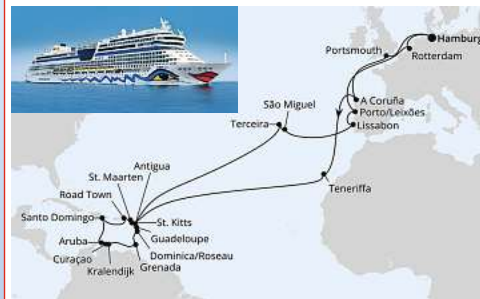 Hamburg
Portsmouth
Rotterdam
A Coruña
São Miguel
Porto/Leixões
Terceira
Lissabon
Antigua
St. Maarten
Teneriffa
Road Town
St. Kitts
Santo Domingo
Guadeloupe
Aruba
Dominica/Roseau
Curaçao
Grenada
Kralendijk